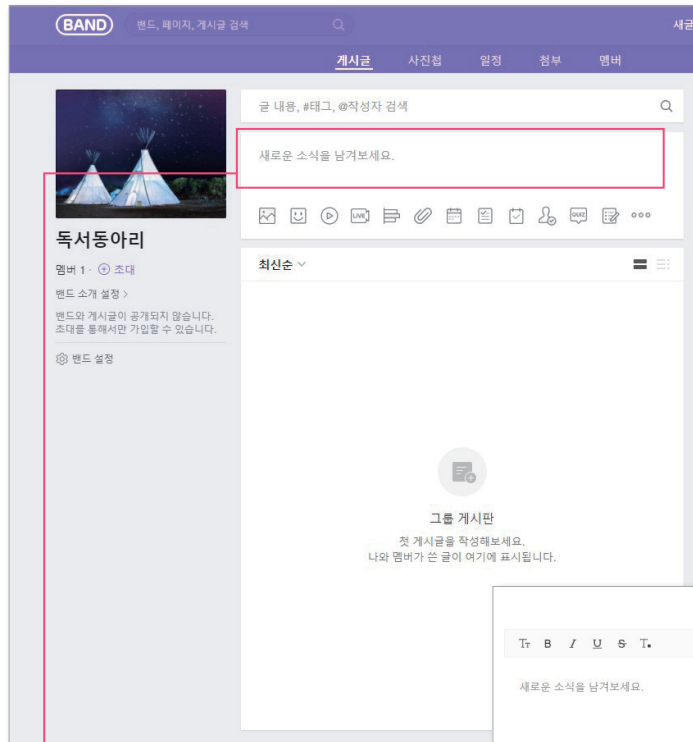 BAND
밴드, 페이지, 게시글 검색
새글
게시글
사진첩
일정
첨부
멤버
글 내용, #태그, @작성자 검색
새로운 소식을 남겨보세요.
LIVE
QUIZ
독서동아리
멤버 1 · ⊕ 초대
밴드 소개 설정 >
밴드와 게시글이 공개되지 않습니다.
초대를 통해서만 가입할 수 있습니다.
밴드 설정
최신순
그룹 게시판
첫 게시글을 작성해보세요.
나와 멤버가 쓴 글이 여기에 표시됩니다.
TT B I U S T.
새로운 소식을 남겨보세요.